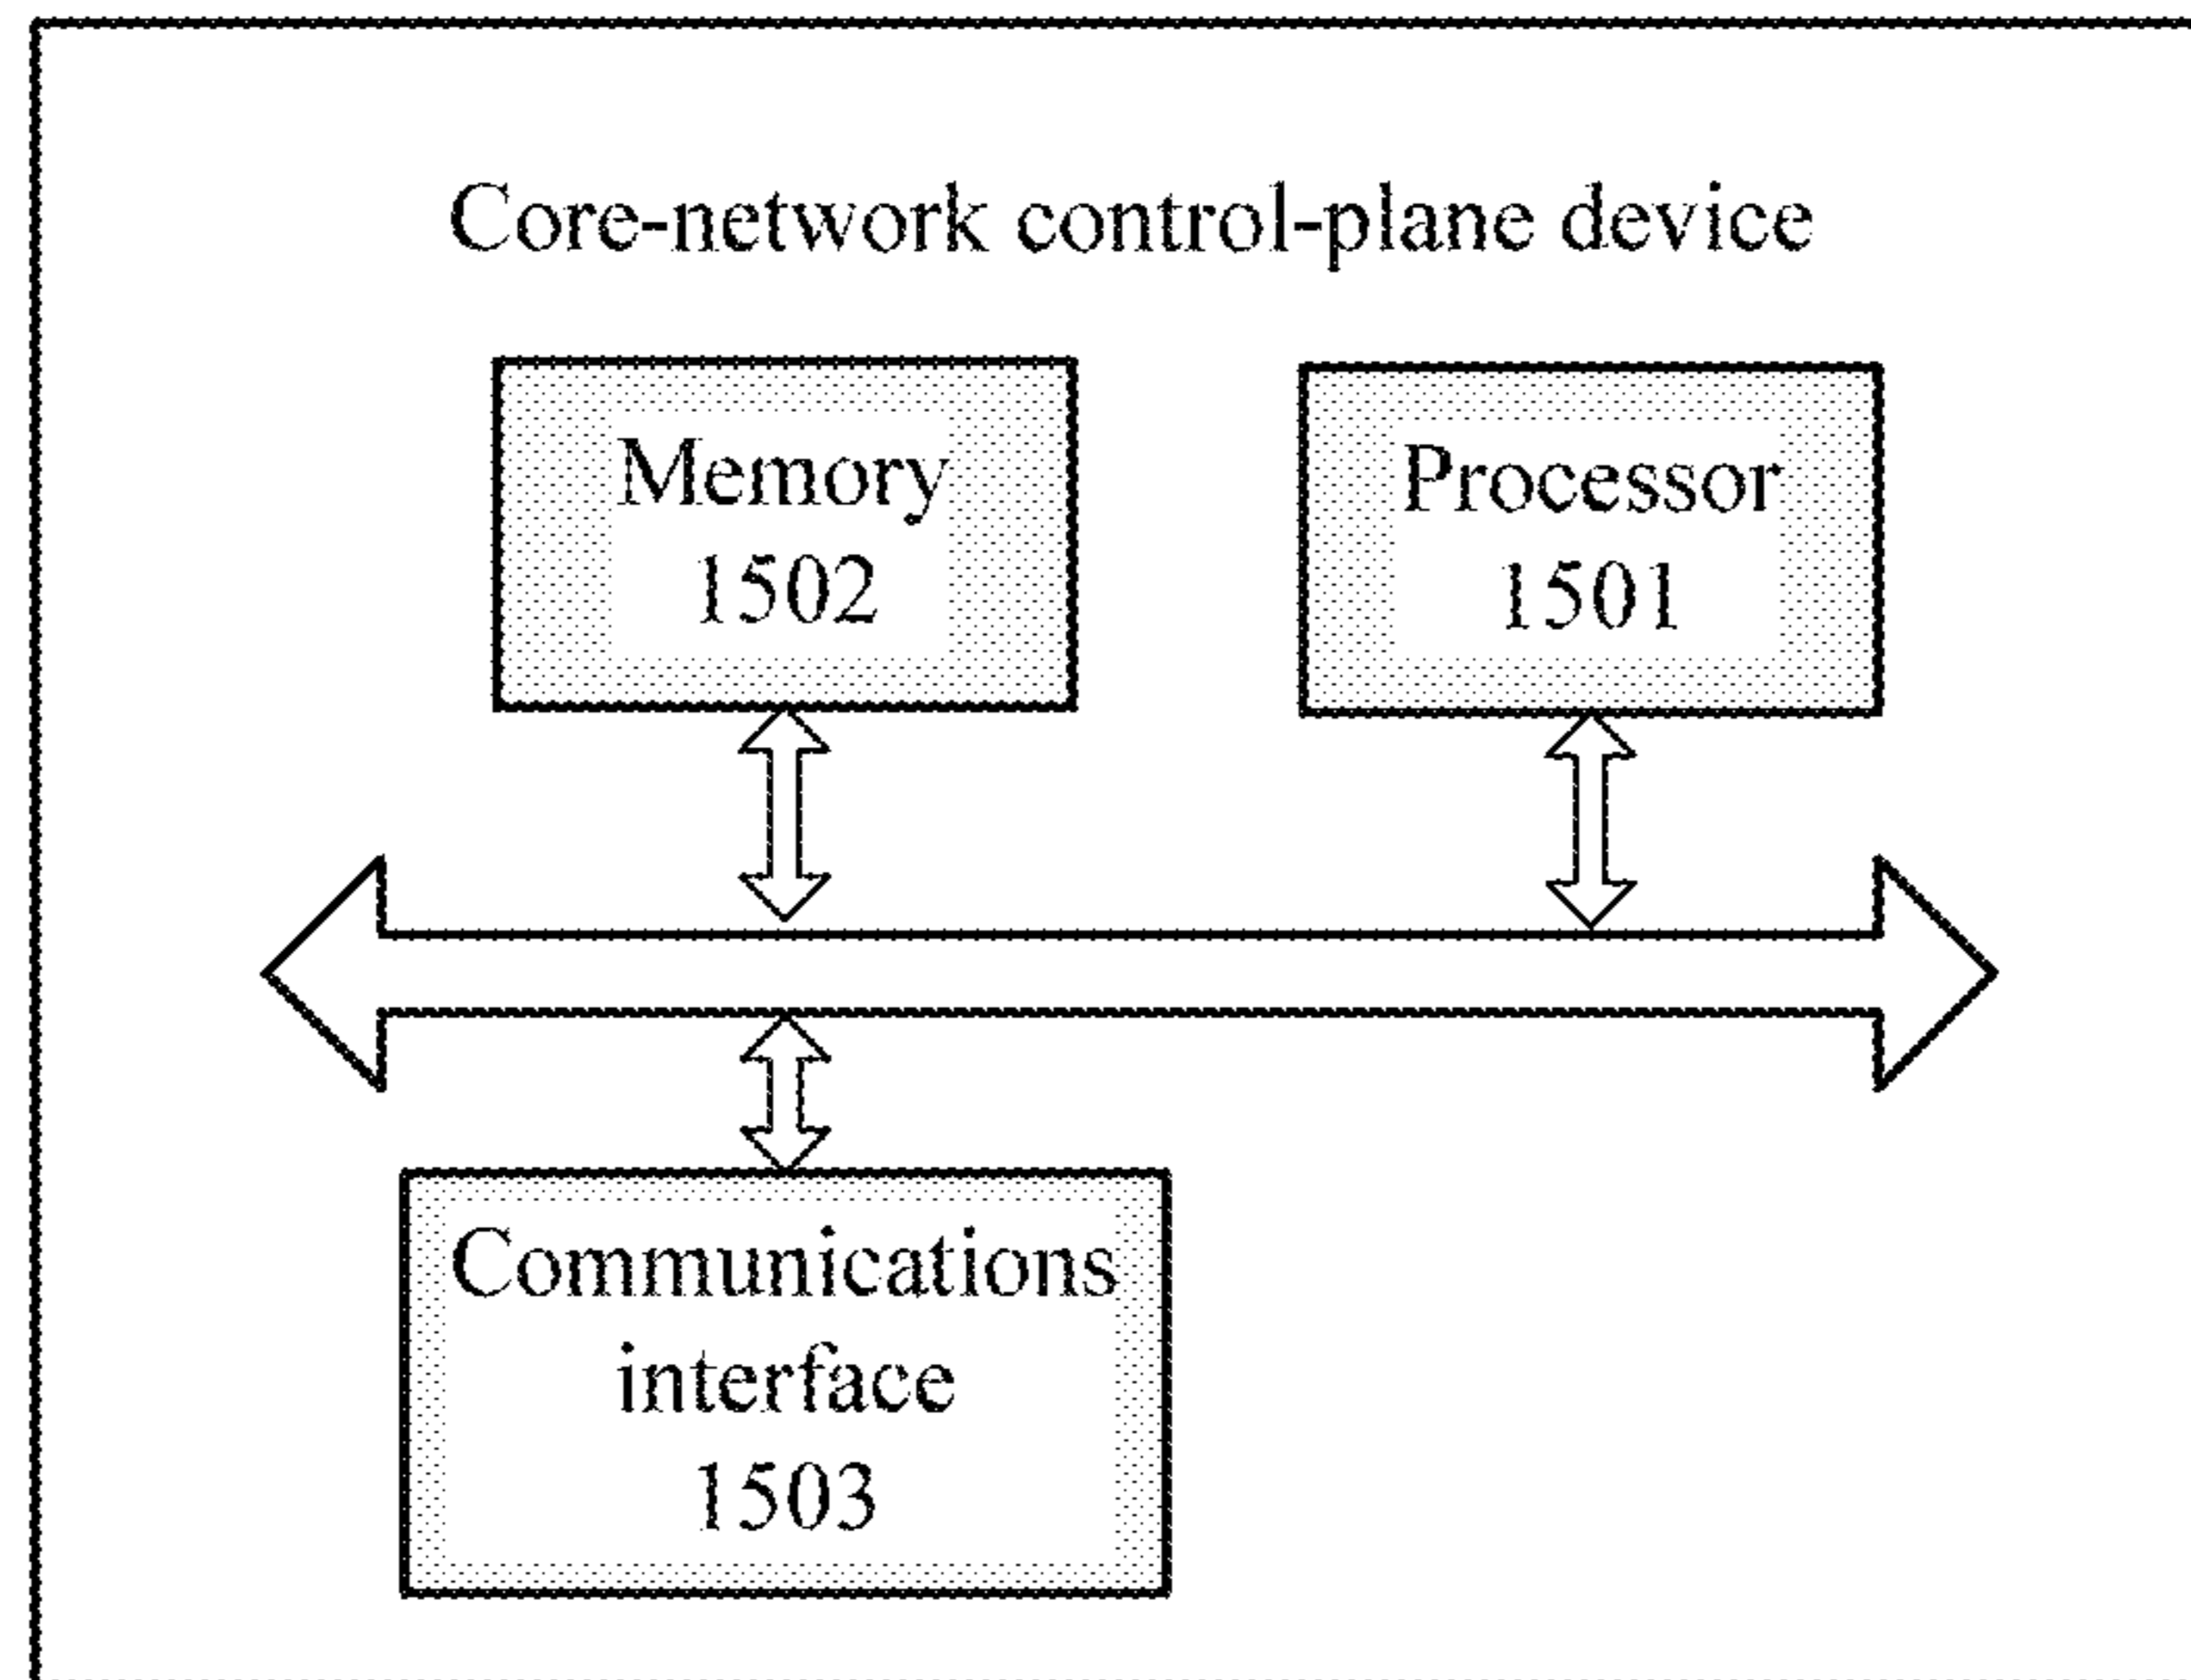 Core-network control-plane device
Memory
1502
Processor
1501
Communications
interface
1503